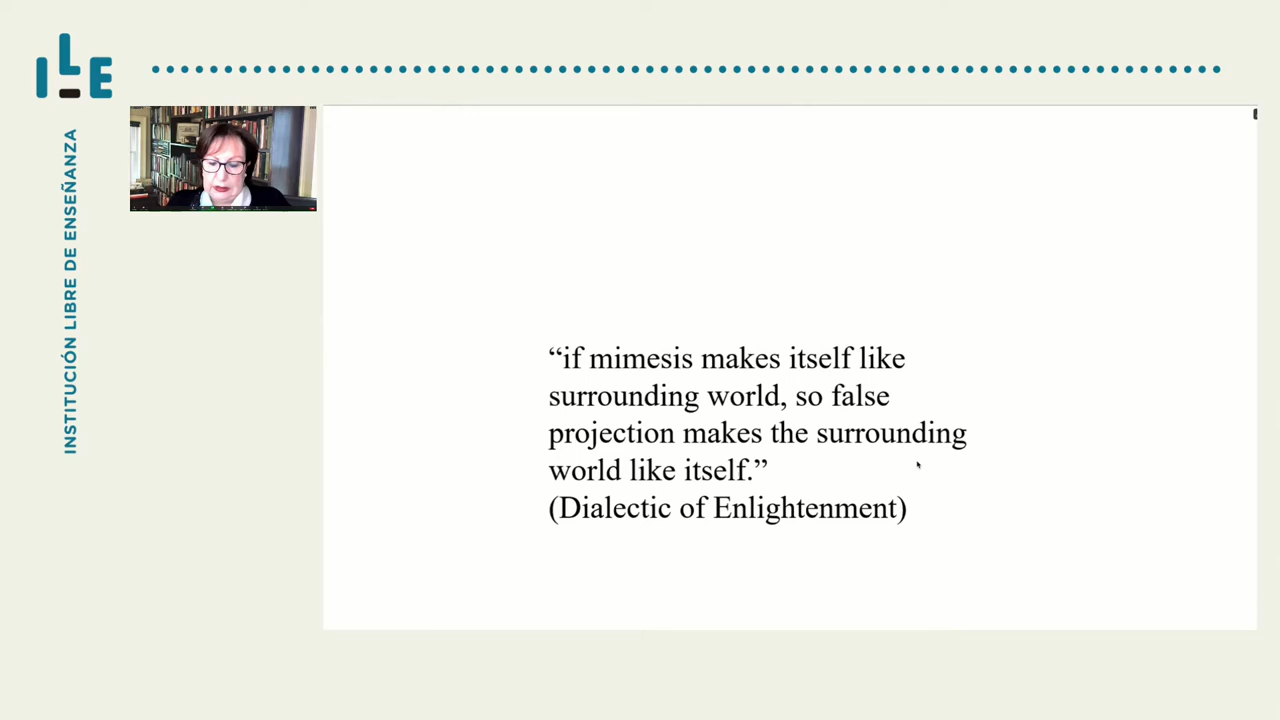 ILE
INSTITUCIÓN LIBRE DE ENSEÑANZA
“if mimesis makes itself like
surrounding world, so false
projection makes the surrounding
world like itself.”
(Dialectic of Enlightenment)